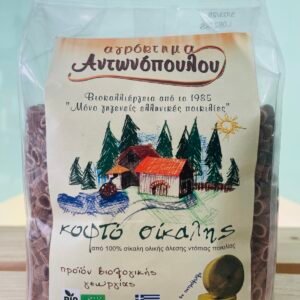 αγρόκτημα
Αντωνόπουλου
Βιοκαλλιέργεια από το 1985
"Μόνο γηγενείς ελληνικές ποικιλίες"
κοφτό σίκαλης
από 100% σίκαλη ολικής άλεσης ντόπιας ποικιλίας
προϊόν βιολογικής
γεωργίας
BIO